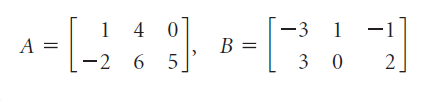 A = [ 1 4 0 ], B = [ −3 1 −1 ]
[ −2 6 5 ] [ 3 0 2 ]